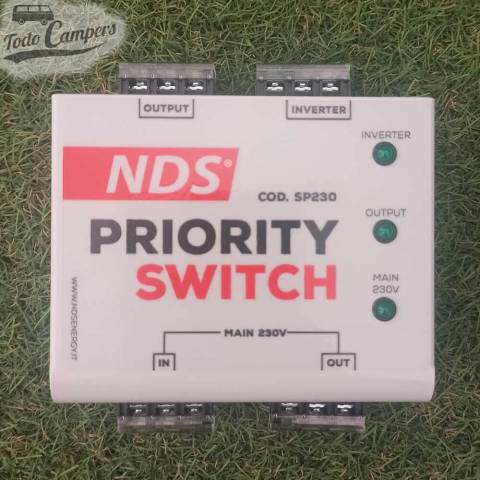 Todo Campers
OUTPUT
INVERTER
INVERTER
NDS®
COD. SP230
OUTPUT
PRIORITY
SWITCH
MAIN
230V
WWW.NDSENERGY.IT
MAIN 230V
IN
OUT